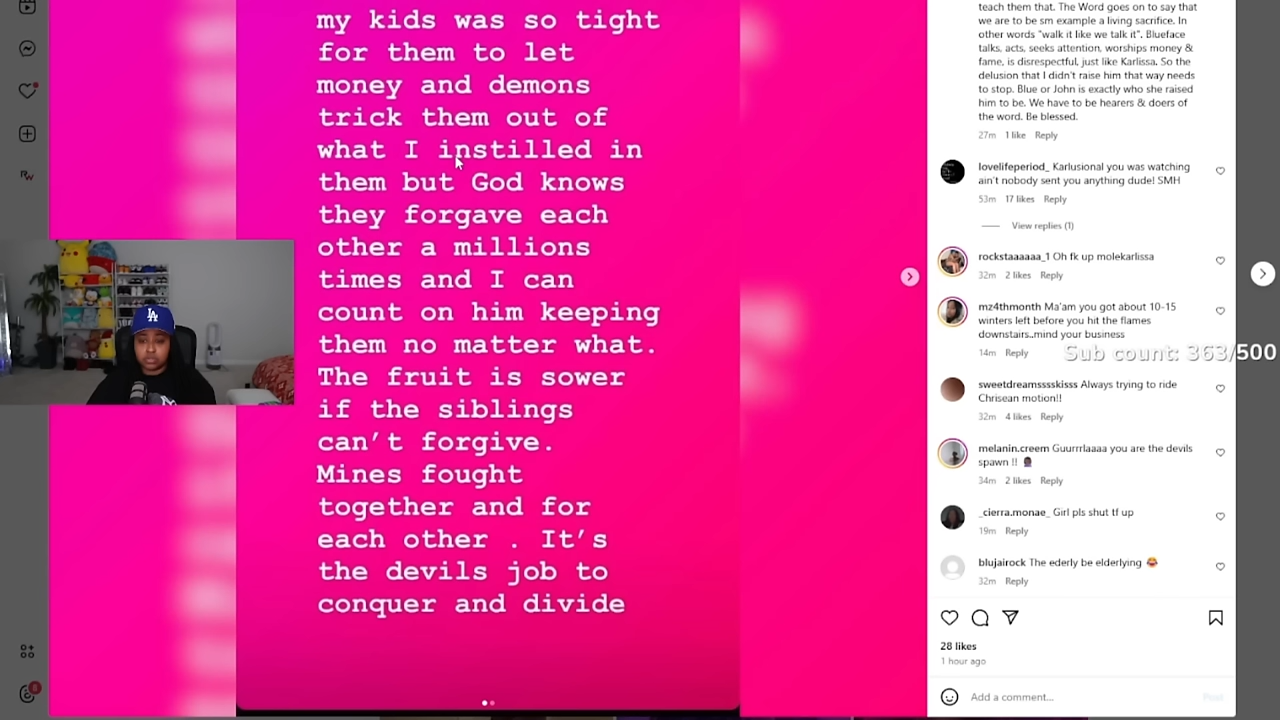 my kids was so tight
for them to let
money and demons
trick them out of
what I instilled in
them but God knows
they forgave each
other a millions
times and I can
count on him keeping
them no matter what.
The fruit is sower
if the siblings
can’t forgive.
Mines fought
together and for
each other . It’s
the devils job to
conquer and divide
LA
teach them that. The Word goes on to say that
we are to be sm example a living sacrifice. In
other words "walk it like we talk it". Blueface
talks, acts, seeks attention, worships money &
fame, is disrespectful, just like Karlissa. So the
delusion that I didn't raise him that way needs
to stop. Blue or John is exactly who she raised
him to be. We have to be hearers & doers of
the word. Be blessed.
27m 1 like Reply
lovelifeperiod_ Karlusional you was watching
ain't nobody sent you anything dude! SMH
53m 17 likes Reply
View replies (1)
rockstaaaaaa_1 Oh fk up molekarlissa
32m 2 likes Reply
mz4thmonth Ma'am you got about 10-15
winters left before you hit the flames
downstairs..mind your business
14m Reply
Sub count: 363/500
sweetdreamsssskisss Always trying to ride
Chrisean motion!!
32m 4 likes Reply
melanin.creem Guurrrlaaaa you are the devils
spawn !!
34m 2 likes Reply
_cierra.monae_ Girl pls shut tf up
19m Reply
blujairock The ederly be elderlying
32m Reply
28 likes
1 hour ago
Add a comment...
Post